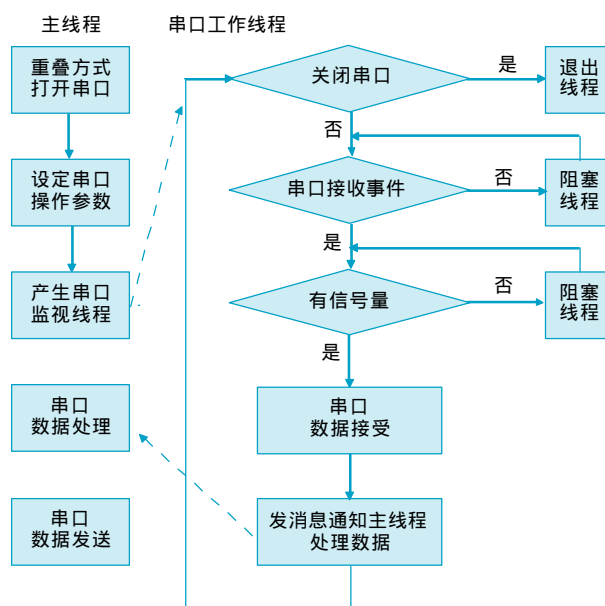 主线程
串口工作线程
重叠方式
打开串口
设定串口
操作参数
产生串口
监视线程
串口
数据处理
串口
数据发送
关闭串口
是
退出
线程
否
串口接收事件
否
阻塞
线程
是
有信号量
否
阻塞
线程
是
串口
数据接受
发消息通知主线程
处理数据